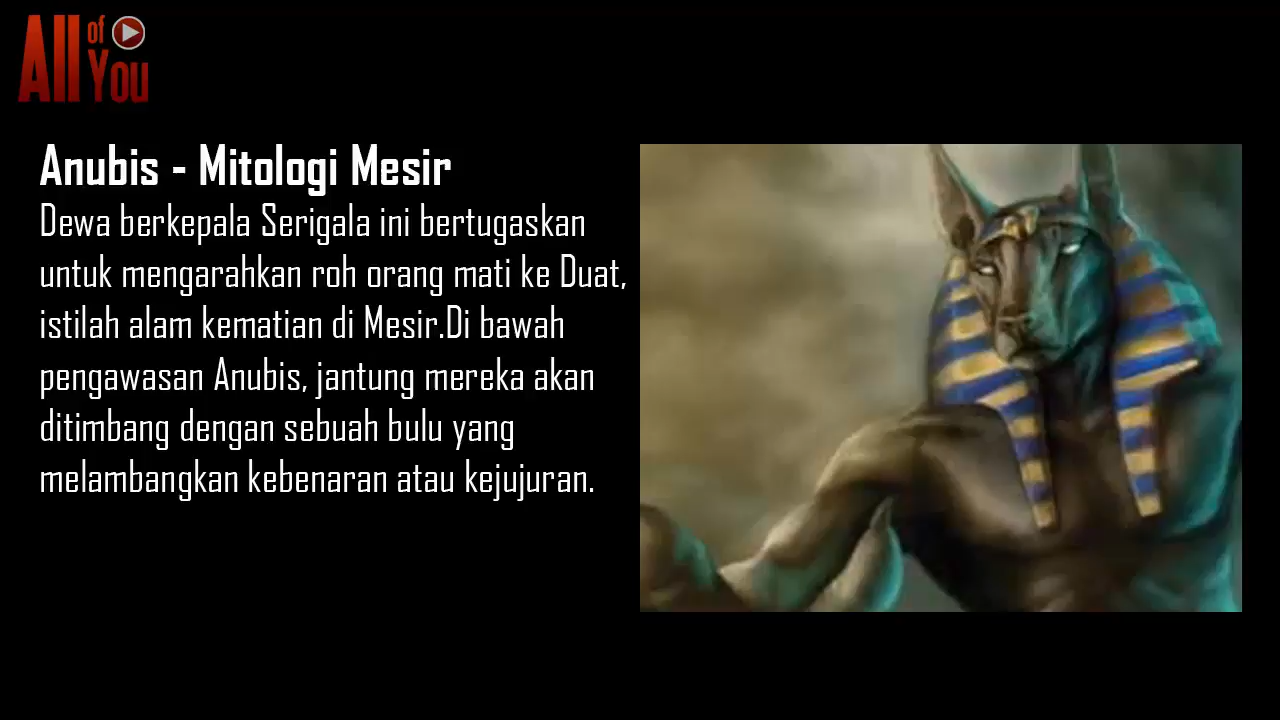 All of You
Anubis - Mitologi Mesir
Dewa berkepala Serigala ini bertugaskan
untuk mengarahkan roh orang mati ke Duat,
istilah alam kematian di Mesir.Di bawah
pengawasan Anubis, jantung mereka akan
ditimbang dengan sebuah bulu yang
melambangkan kebenaran atau kejujuran.